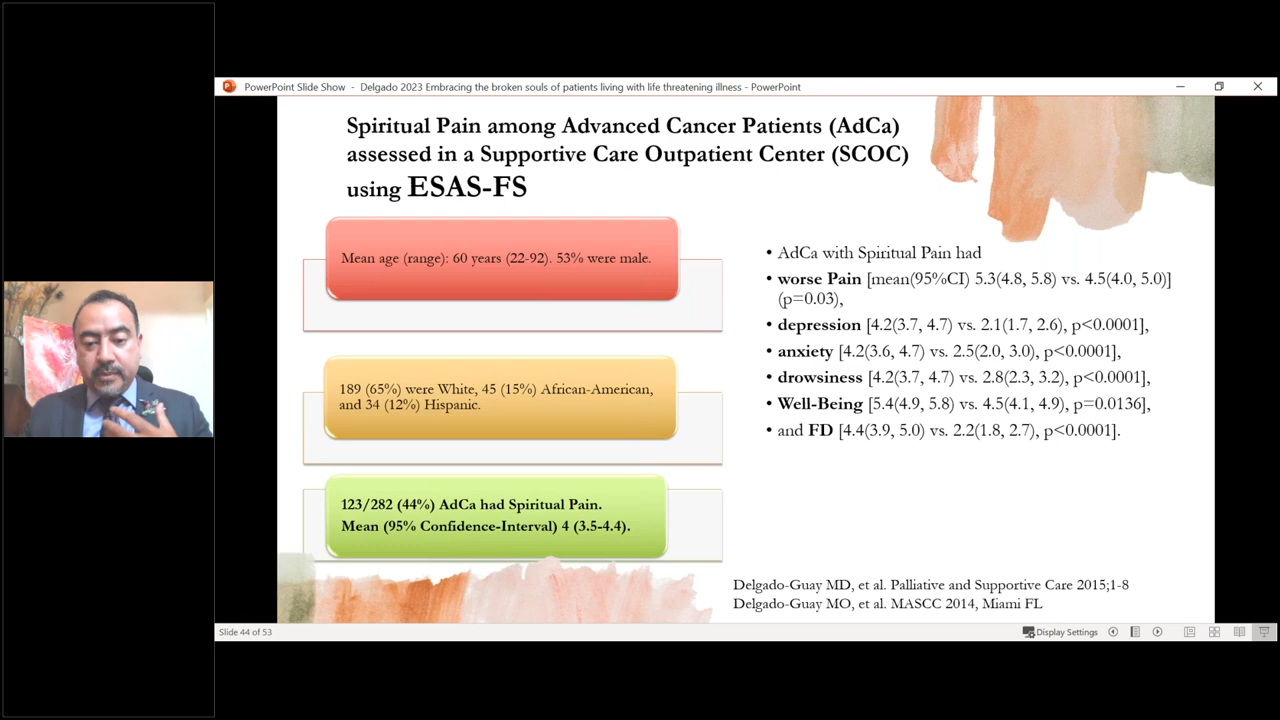 PowerPoint Slide Show - Delgado 2023 Embracing the broken souls of patients living with life threatening illness - PowerPoint
Spiritual Pain among Advanced Cancer Patients (AdCa)
assessed in a Supportive Care Outpatient Center (SCOC)
using ESAS-FS
Mean age (range): 60 years (22-92). 53% were male.
189 (65%) were White, 45 (15%) African-American,
and 34 (12%) Hispanic.
123/282 (44%) AdCa had Spiritual Pain.
Mean (95% Confidence-Interval) 4 (3.5-4.4).
• AdCa with Spiritual Pain had
• worse Pain [mean(95%CI) 5.3(4.8, 5.8) vs. 4.5(4.0, 5.0)]
(p=0.03),
• depression [4.2(3.7, 4.7) vs. 2.1(1.7, 2.6), p<0.0001],
• anxiety [4.2(3.6, 4.7) vs. 2.5(2.0, 3.0), p<0.0001],
• drowsiness [4.2(3.7, 4.7) vs. 2.8(2.3, 3.2), p<0.0001],
• Well-Being [5.4(4.9, 5.8) vs. 4.5(4.1, 4.9), p=0.0136],
• and FD [4.4(3.9, 5.0) vs. 2.2(1.8, 2.7), p<0.0001].
Delgado-Guay MD, et al. Palliative and Supportive Care 2015;1-8
Delgado-Guay MO, et al. MASCC 2014, Miami FL
Slide 44 of 53
Display Settings